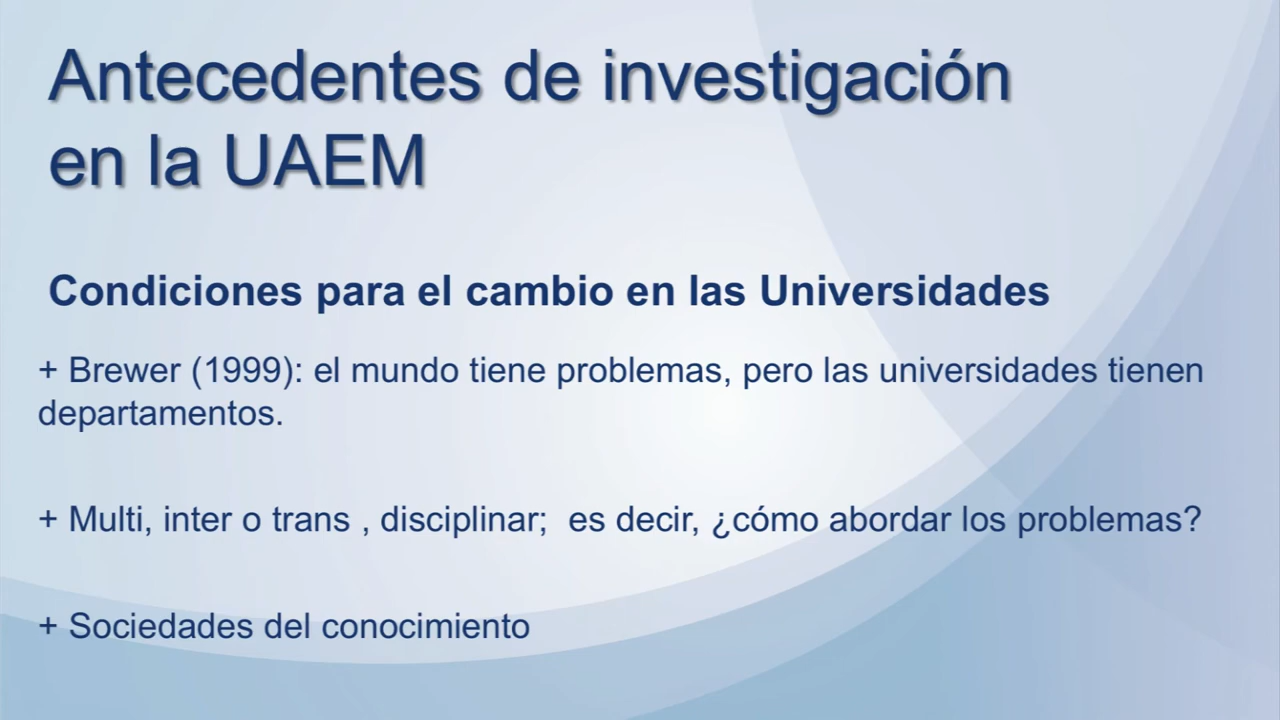 Antecedentes de investigación
en la UAEM
Condiciones para el cambio en las Universidades
+ Brewer (1999): el mundo tiene problemas, pero las universidades tienen
departamentos.
+ Multi, inter o trans , disciplinar;  es decir, ¿cómo abordar los problemas?
+ Sociedades del conocimiento